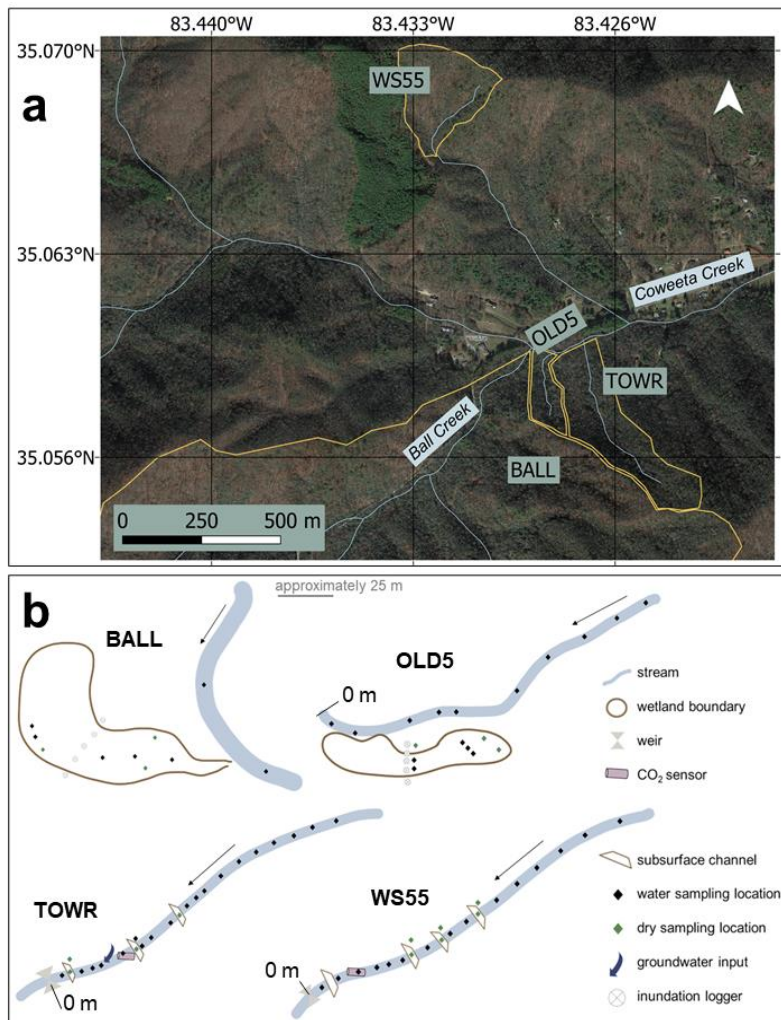 83.440°W 83.433°W 83.426°W
35.070°N
a
WS55
35.063°N
Coweeta Creek
OLD5
TOWR
35.056°N
Ball Creek
BALL
0 250 500 m
b
approximately 25 m
BALL
OLD5
0 m
stream
wetland boundary
weir
CO₂ sensor
TOWR
0 m
WS55
0 m
subsurface channel
water sampling location
dry sampling location
groundwater input
inundation logger